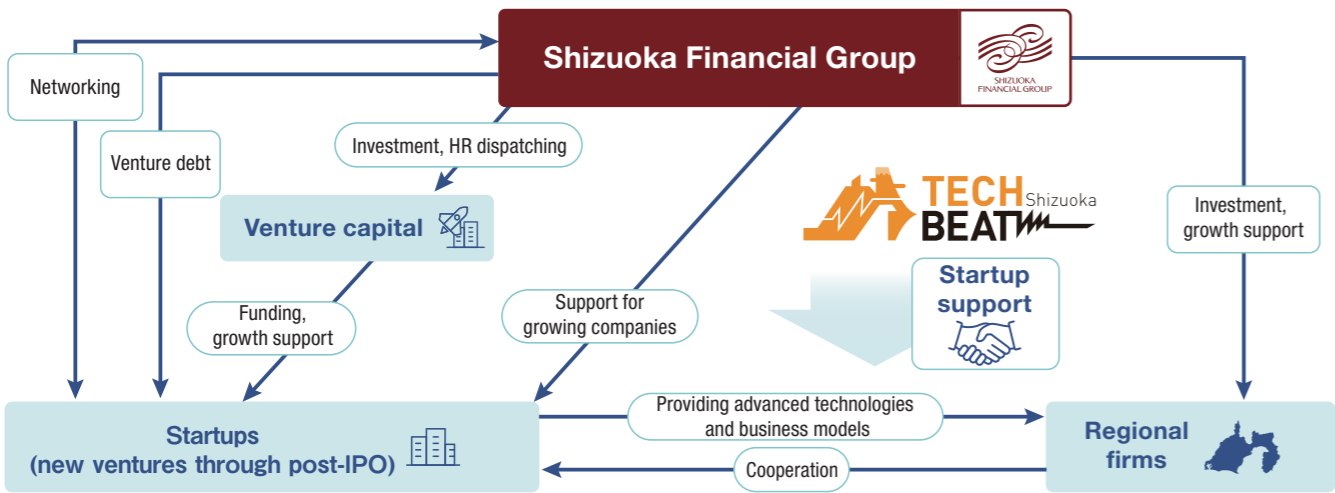 Shizuoka Financial Group
SHIZUOKA
FINANCIAL GROUP
Networking
Venture debt
Investment, HR dispatching
Venture capital
TECH
BEAT
Shizuoka
Investment,
growth support
Startup
support
Funding,
growth support
Support for
growing companies
Startups
(new ventures through post-IPO)
Providing advanced technologies
and business models
Cooperation
Regional
firms